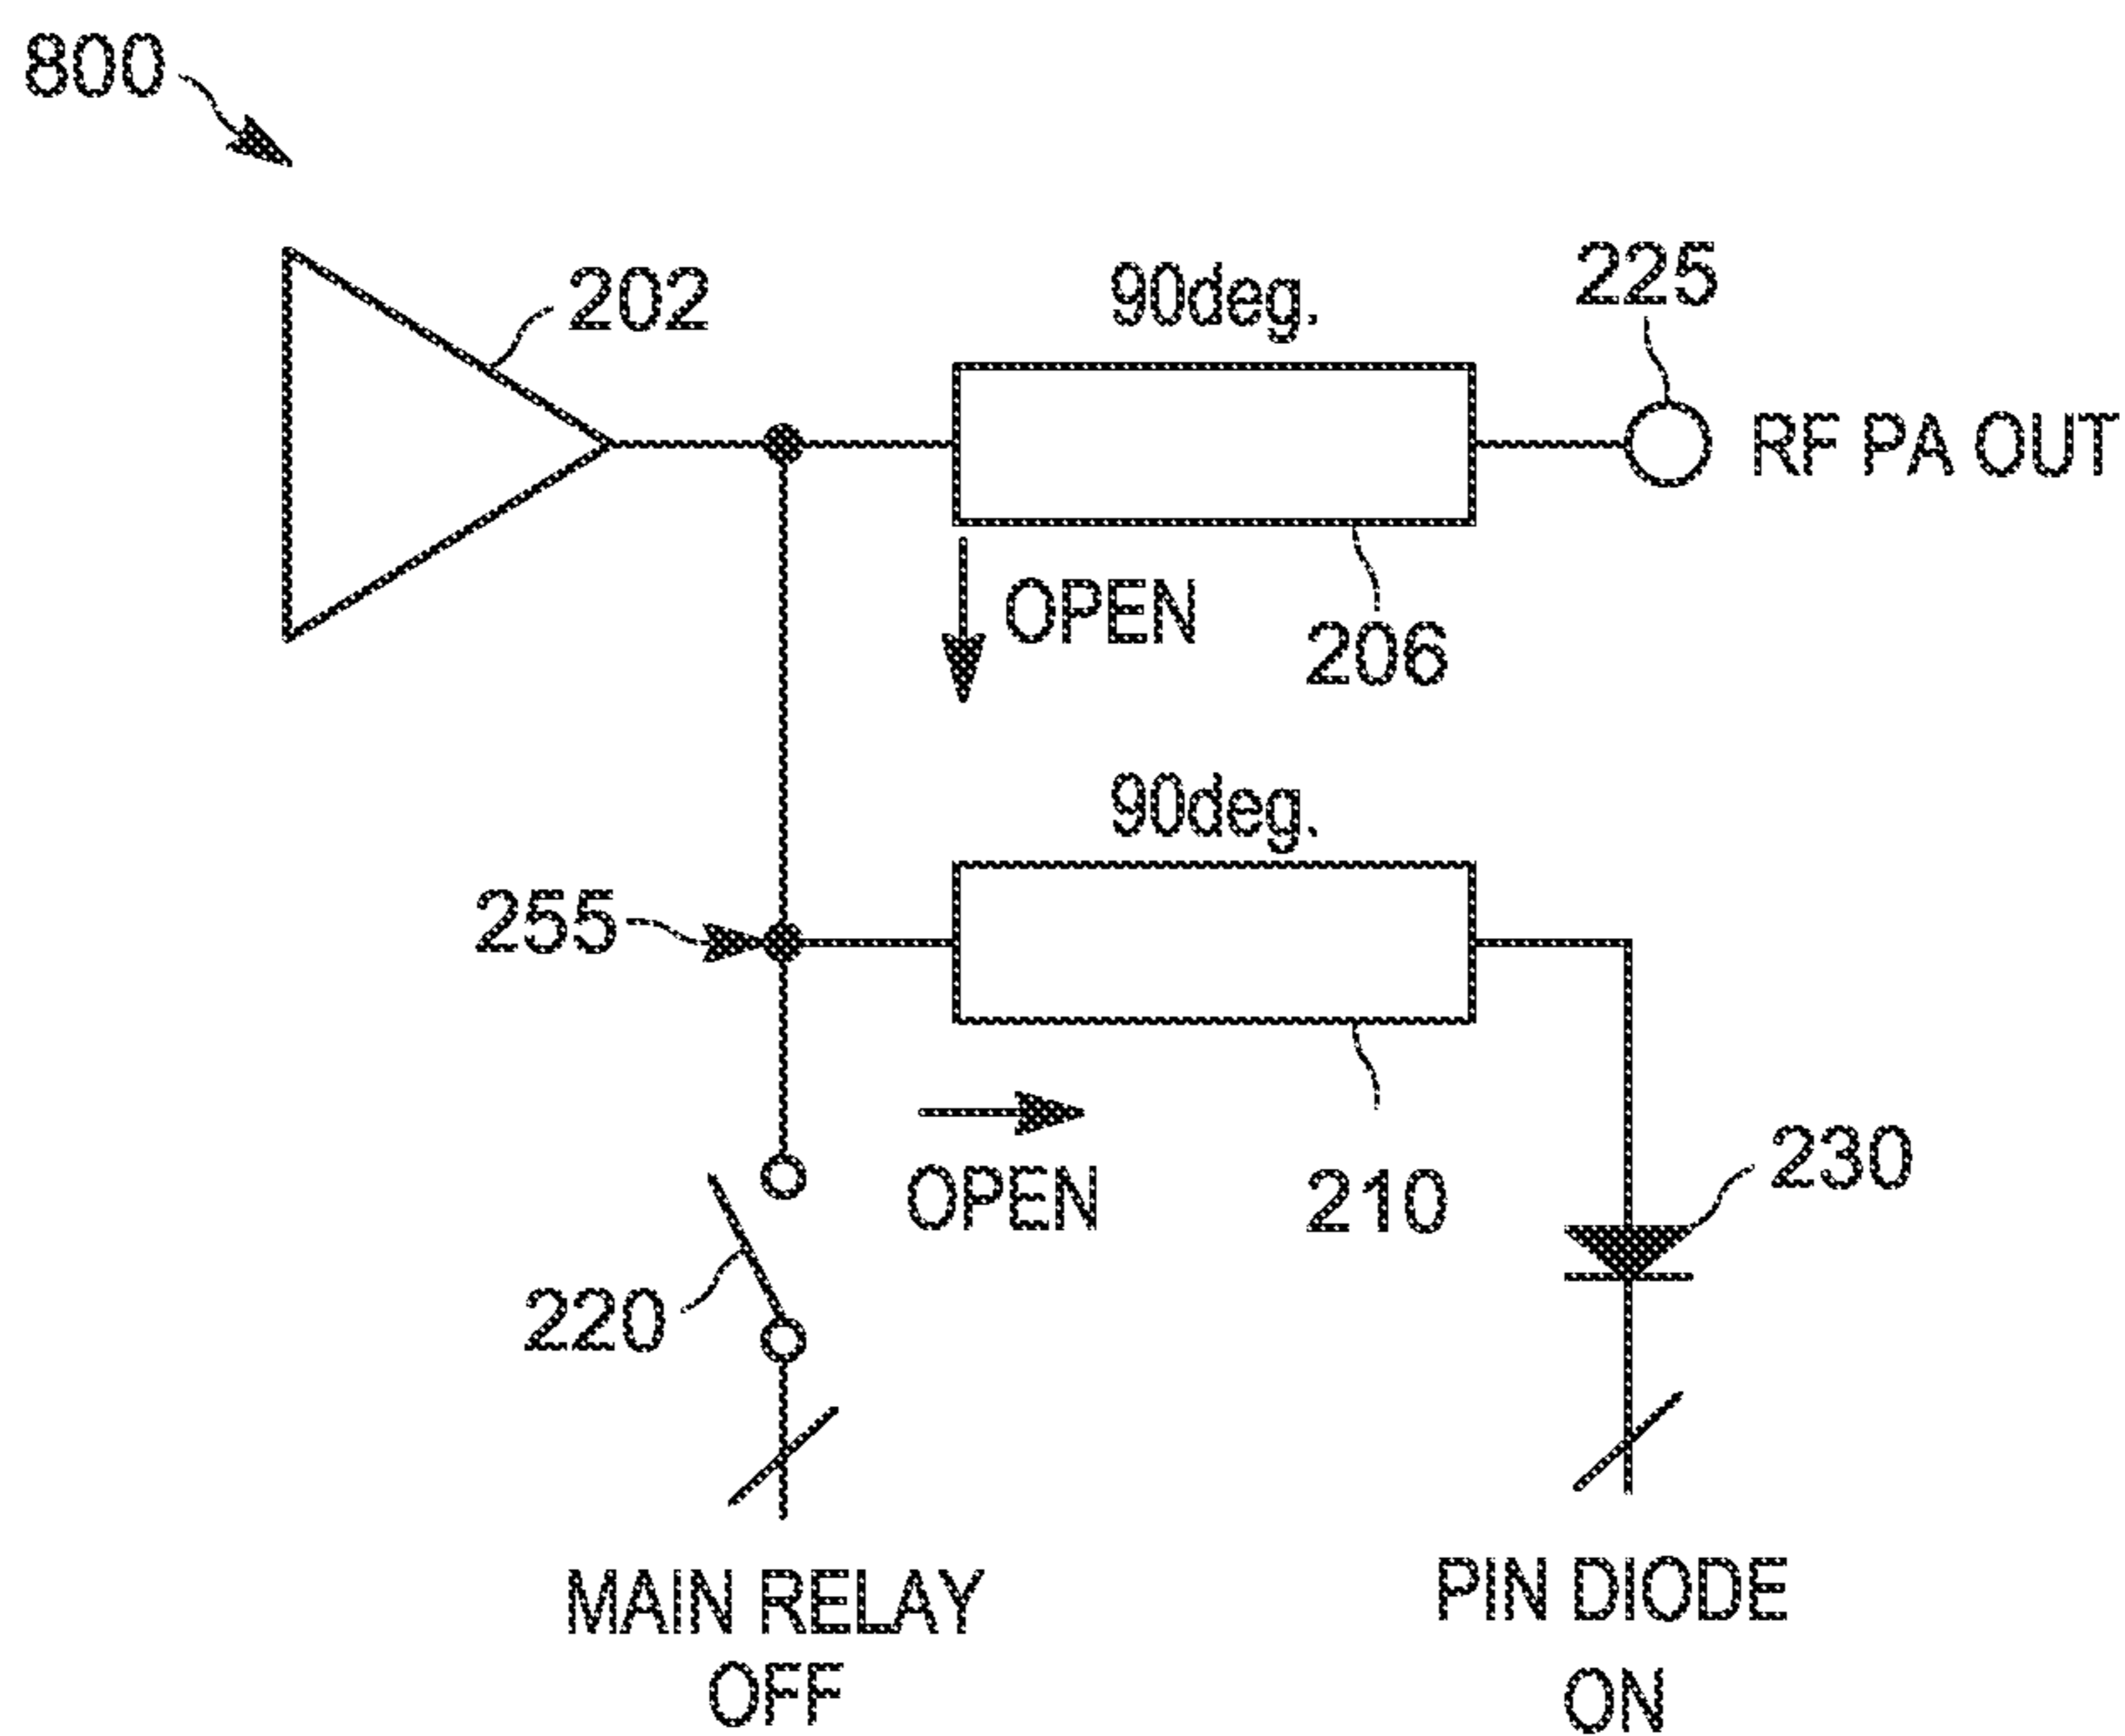 800
202
90deg.
225
RF PA OUT
OPEN
206
90deg.
255
OPEN
210
230
220
MAIN RELAY
OFF
PIN DIODE
ON